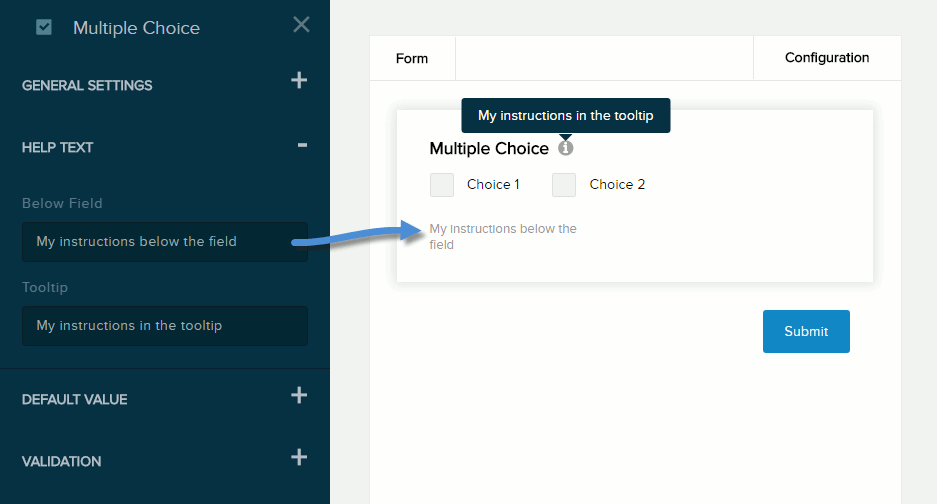 Multiple Choice
GENERAL SETTINGS
HELP TEXT
Below Field
My instructions below the field
Tooltip
My instructions in the tooltip
DEFAULT VALUE
VALIDATION
Form
Configuration
My instructions in the tooltip
Multiple Choice
Choice 1
Choice 2
My instructions below the
field
Submit